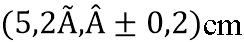 (5,2Ã,Â ± 0,2)cm